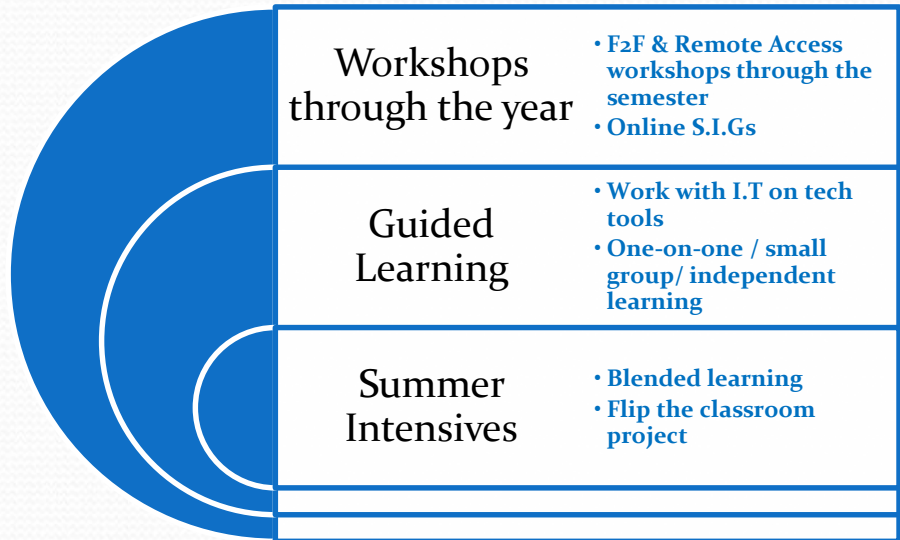 Workshops
through the year
• F2F & Remote Access
workshops through the
semester
• Online S.I.Gs
Guided
Learning
• Work with I.T on tech
tools
• One-on-one / small
group/ independent
learning
Summer
Intensives
• Blended learning
• Flip the classroom
project